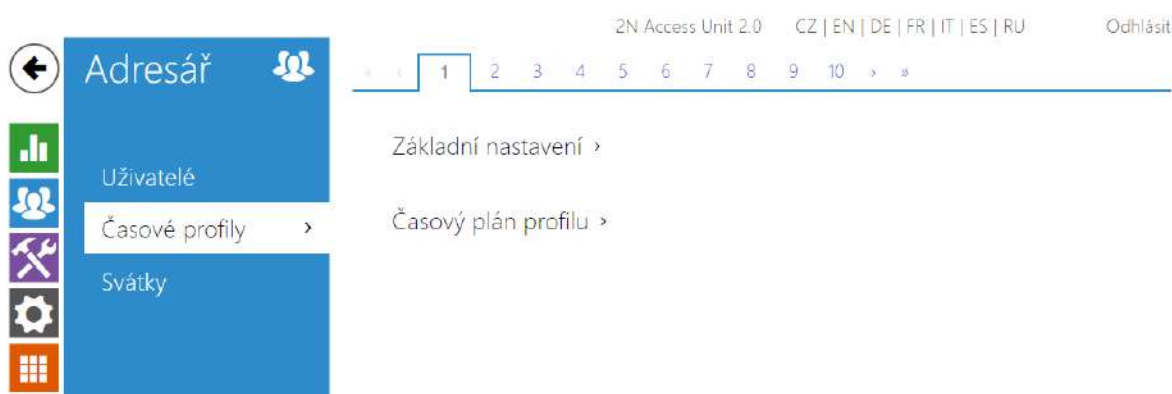 2N Access Unit 2.0 CZ | EN | DE | FR | IT | ES | RU Odhlásit
Adresář
« ‹ 1 2 3 4 5 6 7 8 9 10 › »
Základní nastavení ›
Uživatelé
Časové profily ›
Časový plán profilu ›
Svátky